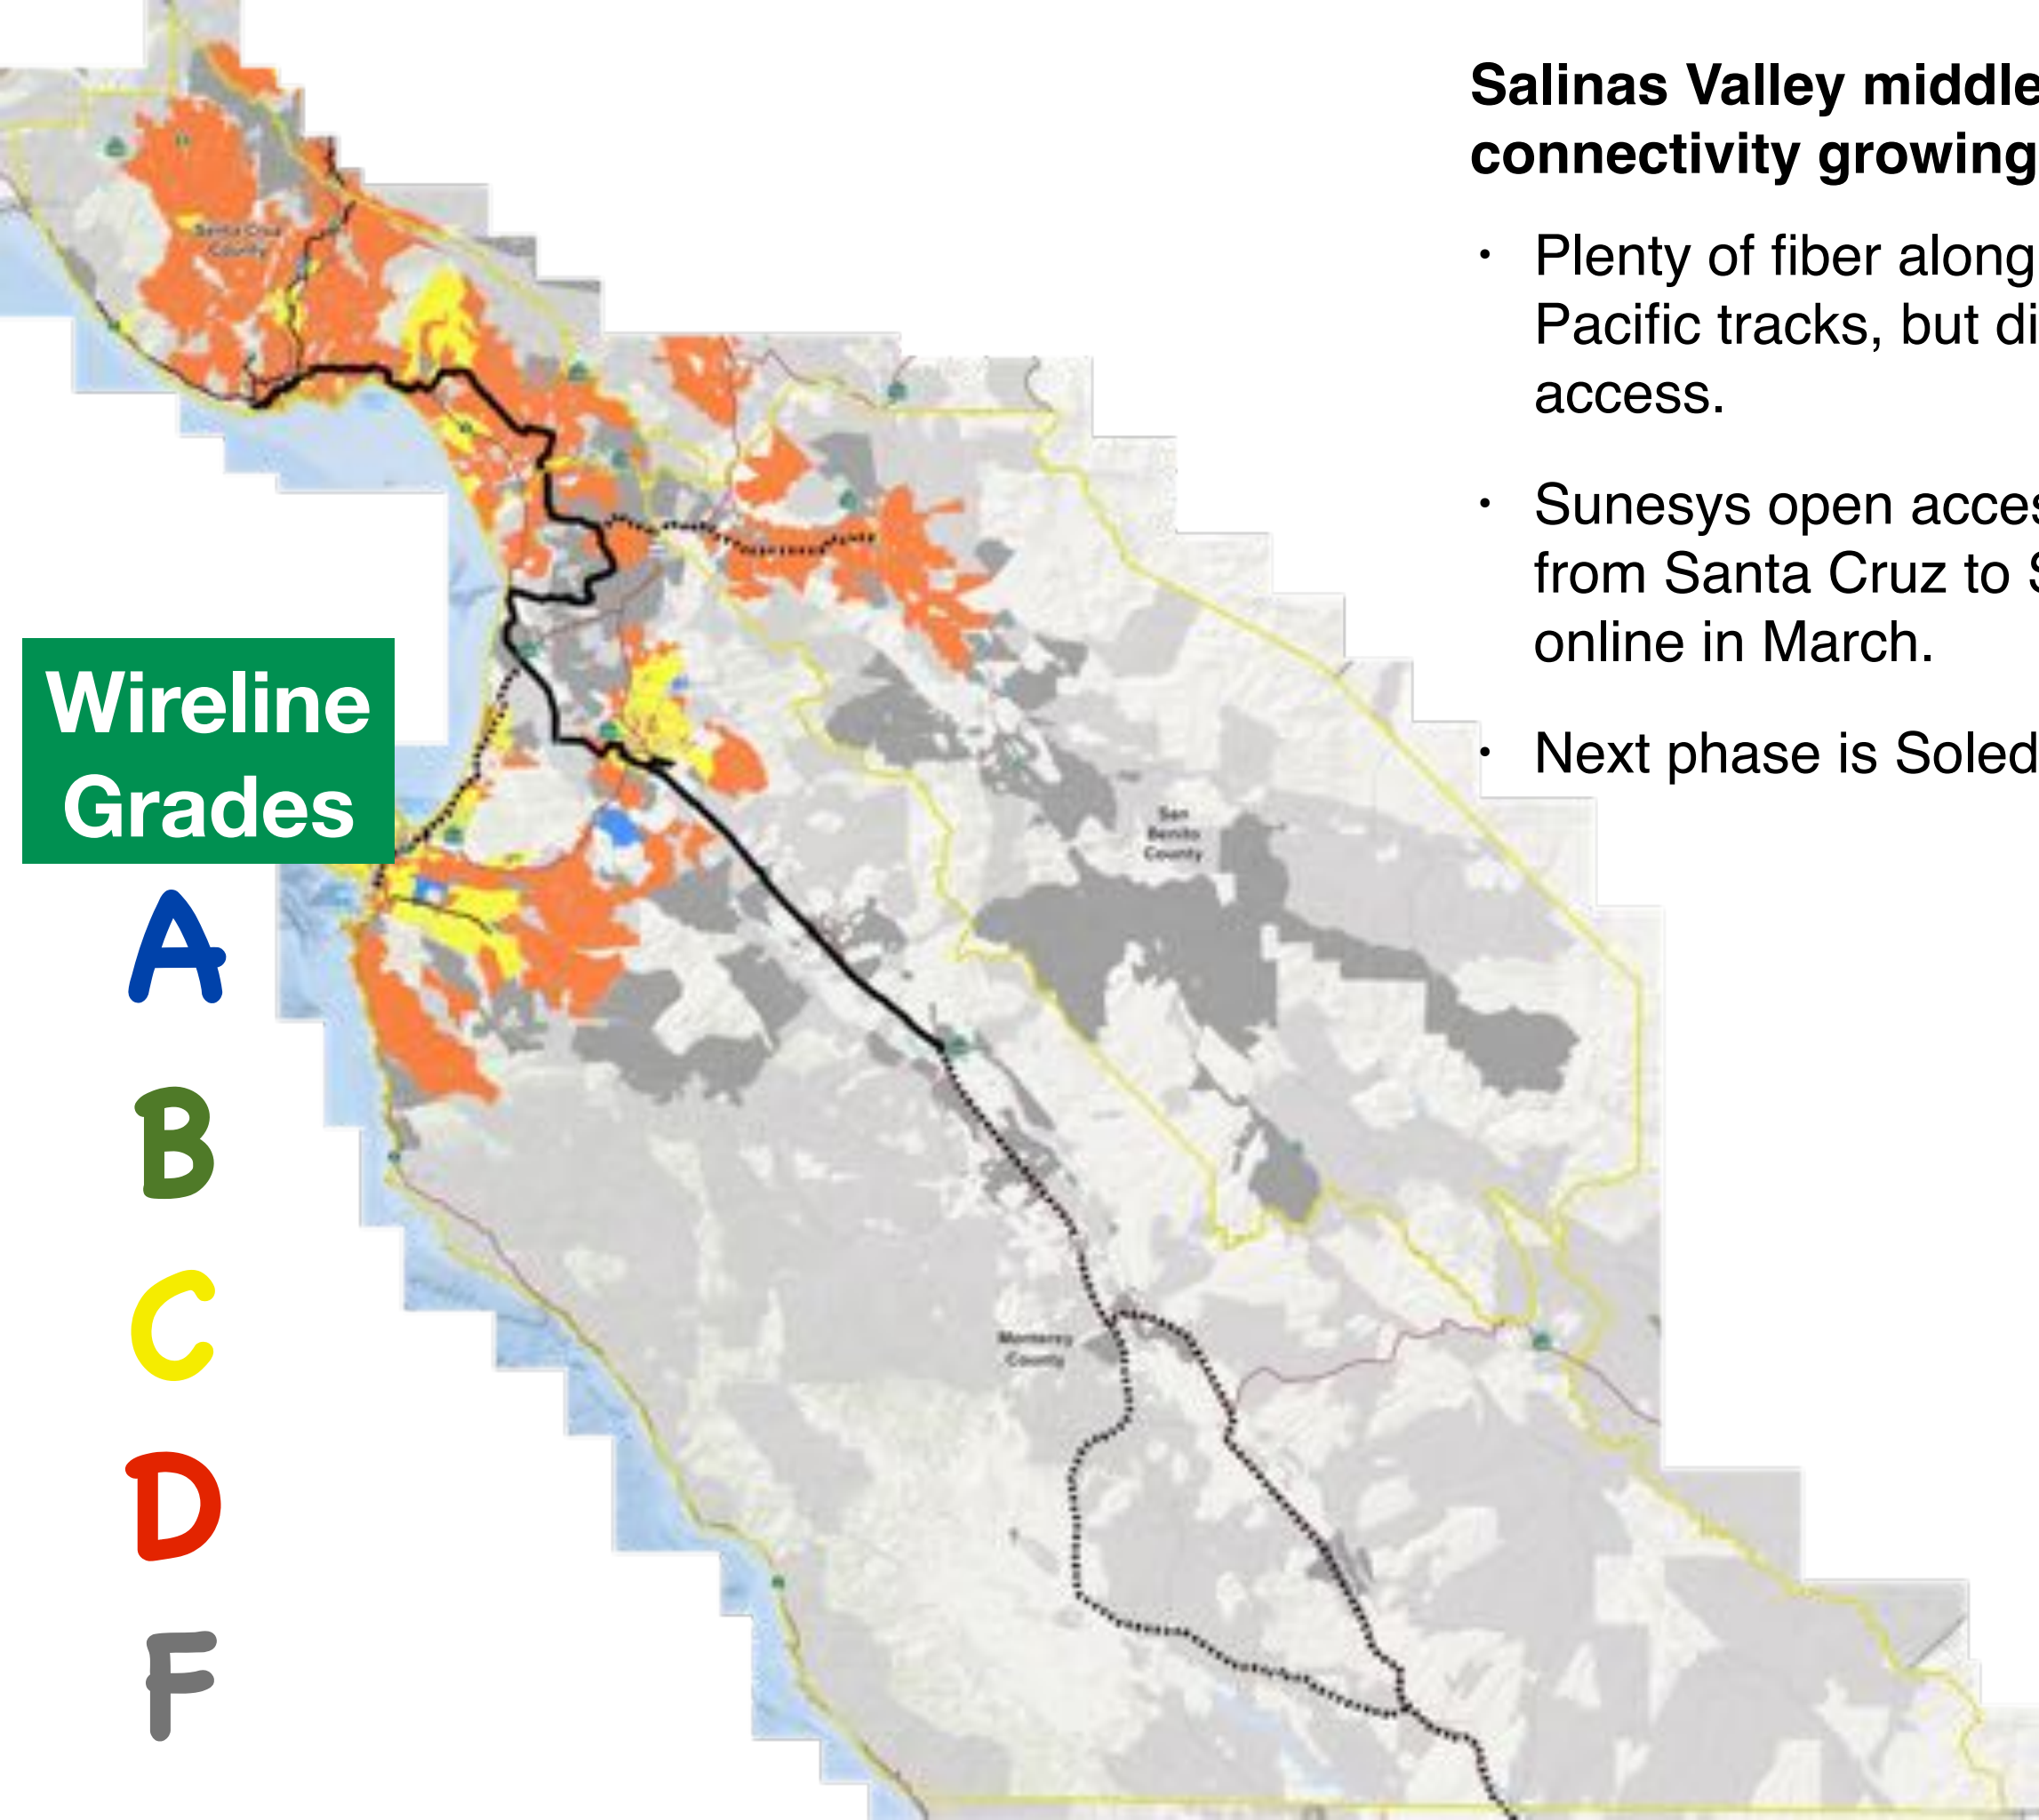 Salinas Valley middle
connectivity growing
• Plenty of fiber along
Pacific tracks, but di
access.
• Sunesys open acces
from Santa Cruz to S
online in March.
• Next phase is Soled
Wireline
Grades
A
B
C
D
F
Santa Cruz
County
San
Benito
County
Monterey
County